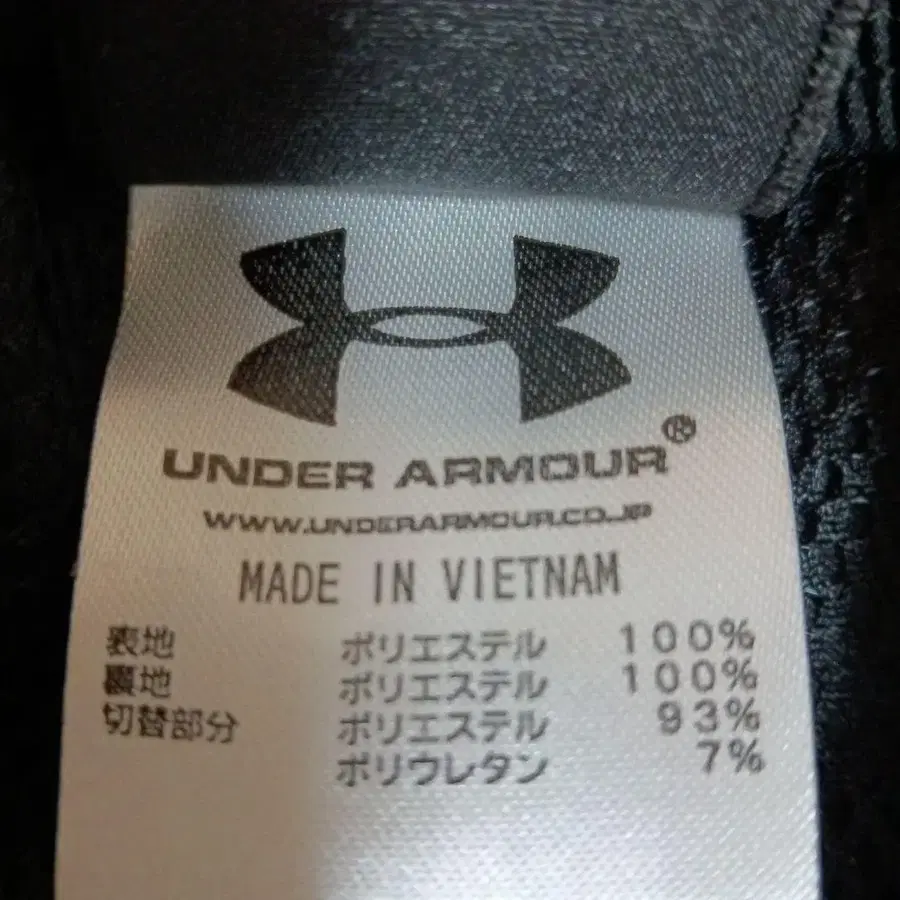 UNDER ARMOUR®
WWW.UNDERARMOUR.CO.JP
MADE IN VIETNAM
表地 ポリエステル 100%
裏地 ポリエステル 100%
切替部分 ポリエステル 93%
ポリウレタン 7%